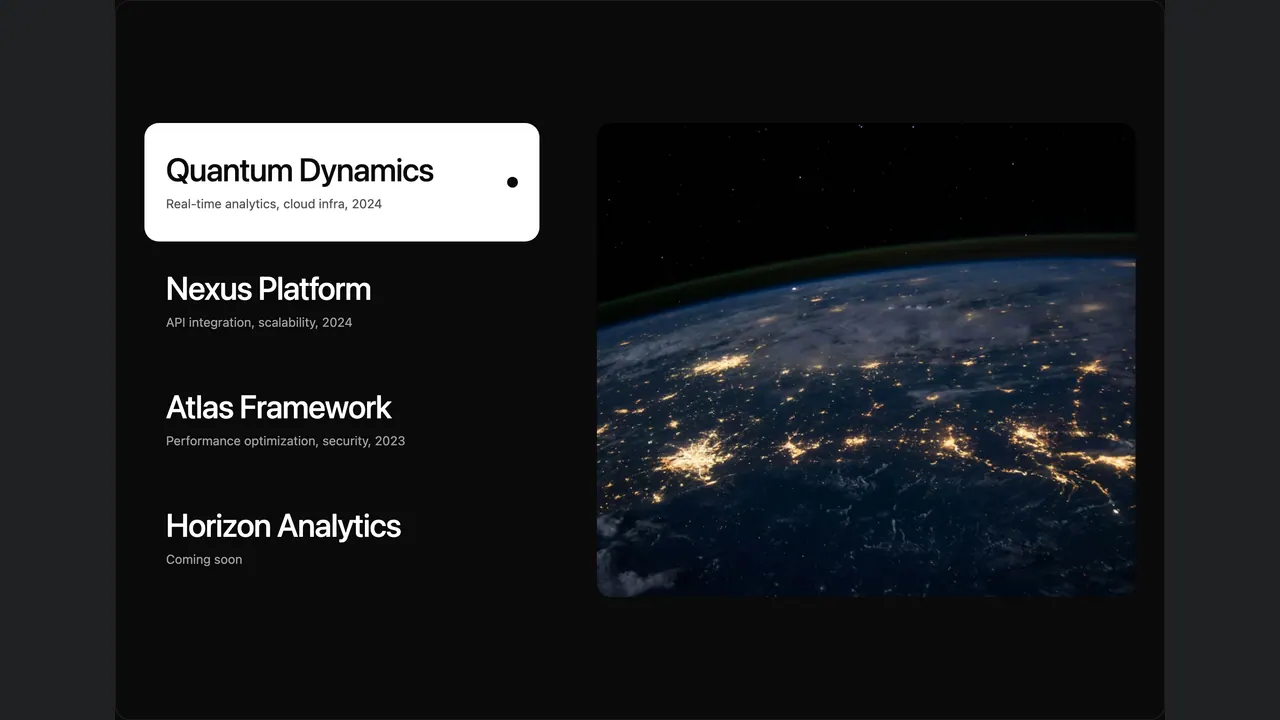 Quantum Dynamics
Real-time analytics, cloud infra, 2024
Nexus Platform
API integration, scalability, 2024
Atlas Framework
Performance optimization, security, 2023
Horizon Analytics
Coming soon